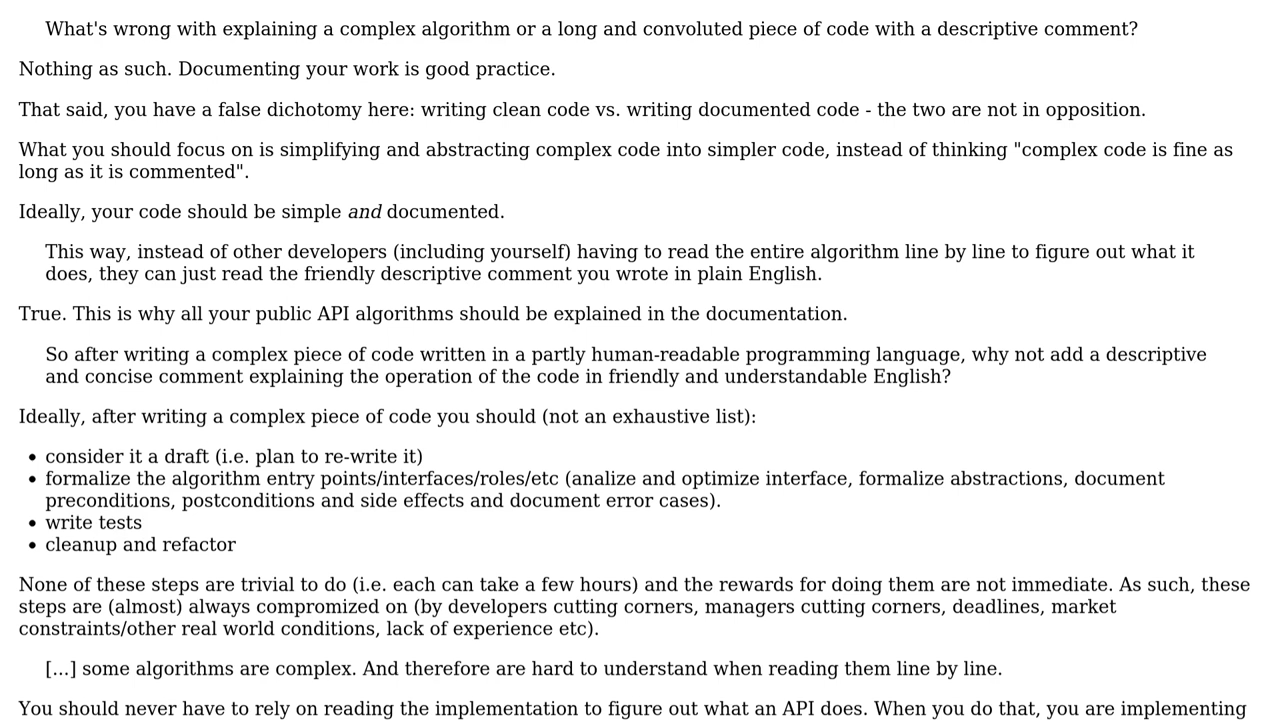 What's wrong with explaining a complex algorithm or a long and convoluted piece of code with a descriptive comment?
Nothing as such. Documenting your work is good practice.
That said, you have a false dichotomy here: writing clean code vs. writing documented code - the two are not in opposition.
What you should focus on is simplifying and abstracting complex code into simpler code, instead of thinking "complex code is fine as
long as it is commented".
Ideally, your code should be simple and documented.
This way, instead of other developers (including yourself) having to read the entire algorithm line by line to figure out what it
does, they can just read the friendly descriptive comment you wrote in plain English.
True. This is why all your public API algorithms should be explained in the documentation.
So after writing a complex piece of code written in a partly human-readable programming language, why not add a descriptive
and concise comment explaining the operation of the code in friendly and understandable English?
Ideally, after writing a complex piece of code you should (not an exhaustive list):
• consider it a draft (i.e. plan to re-write it)
• formalize the algorithm entry points/interfaces/roles/etc (analize and optimize interface, formalize abstractions, document
preconditions, postconditions and side effects and document error cases).
• write tests
• cleanup and refactor
None of these steps are trivial to do (i.e. each can take a few hours) and the rewards for doing them are not immediate. As such, these
steps are (almost) always compromized on (by developers cutting corners, managers cutting corners, deadlines, market
constraints/other real world conditions, lack of experience etc).
[...] some algorithms are complex. And therefore are hard to understand when reading them line by line.
You should never have to rely on reading the implementation to figure out what an API does. When you do that, you are implementing